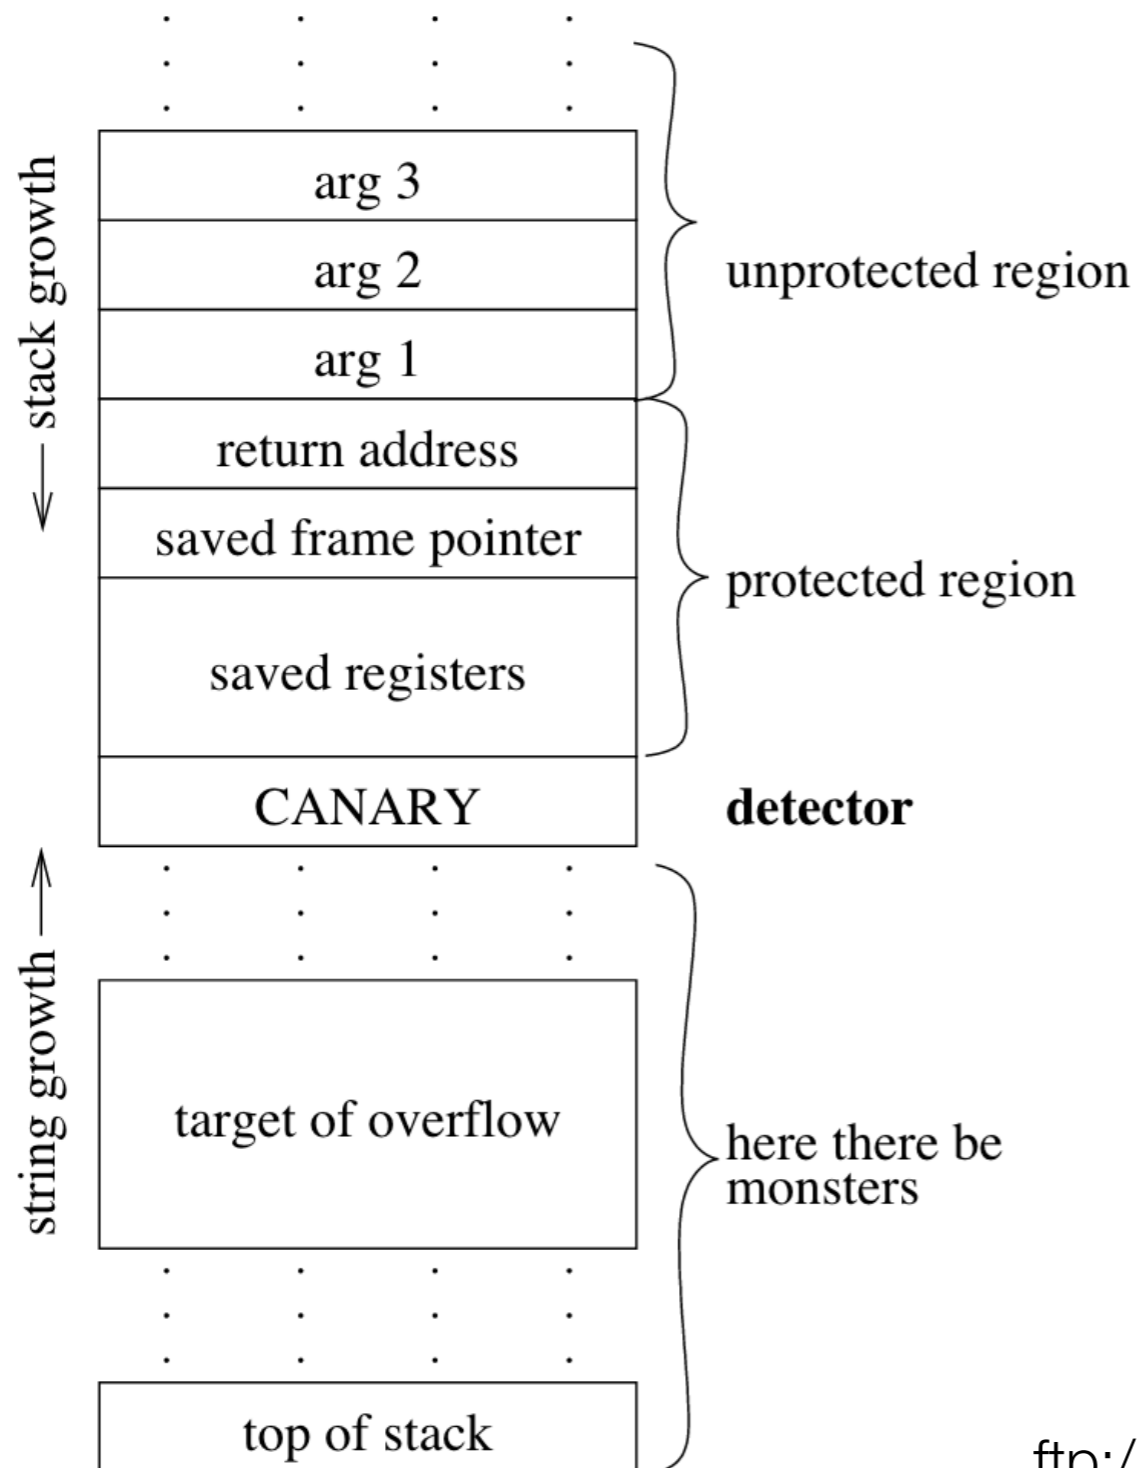 arg 3
arg 2
arg 1
return address
saved frame pointer
saved registers
CANARY
target of overflow
top of stack
stack growth
string growth
unprotected region
protected region
detector
here there be
monsters
ftp:/